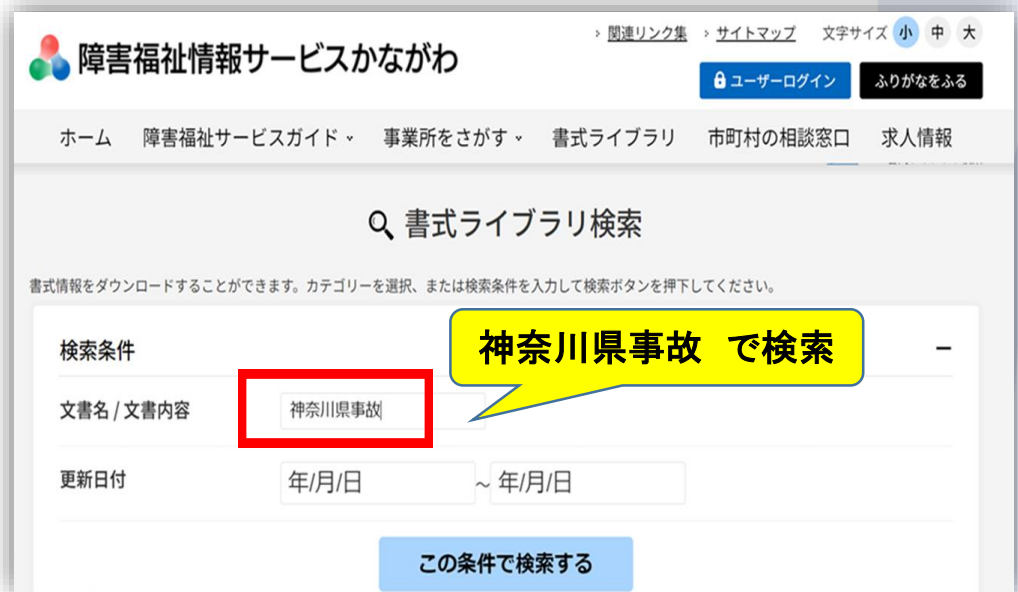 関連リンク集 サイトマップ 文字サイズ 小 中 大
障害福祉情報サービスかながわ
ユーザーログイン ふりがなをふる
ホーム 障害福祉サービスガイド 事業所をさがす 書式ライブラリ 市町村の相談窓口 求人情報
書式ライブラリ検索
書式情報をダウンロードすることができます。カテゴリーを選択、または検索条件を入力して検索ボタンを押下してください。
神奈川県事故 で検索
検索条件
文書名 / 文書内容 神奈川県事故
更新日付 年/月/日 ~ 年/月/日
この条件で検索する